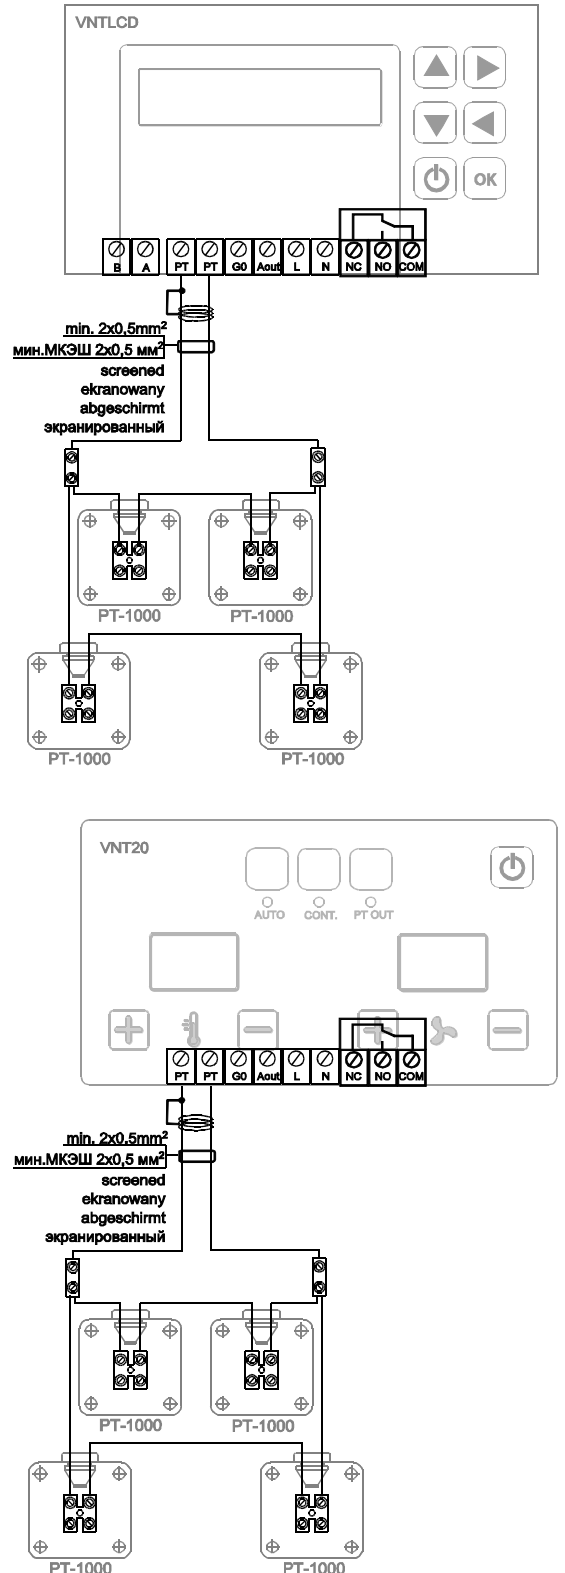 VNTLCD
OK
B A PT PT G0 Aout L N NC NO COM
min. 2x0,5mm²
мин.МКЭШ 2x0,5 мм²
screened
ekranowany
abgeschirmt
экранированный
PT-1000 PT-1000
PT-1000 PT-1000
VNT20
AUTO CONT. PT OUT
PT PT G0 Aout L N NC NO COM
min. 2x0,5mm²
мин.МКЭШ 2x0,5 мм²
screened
ekranowany
abgeschirmt
экранированный
PT-1000 PT-1000
PT-1000 PT-1000